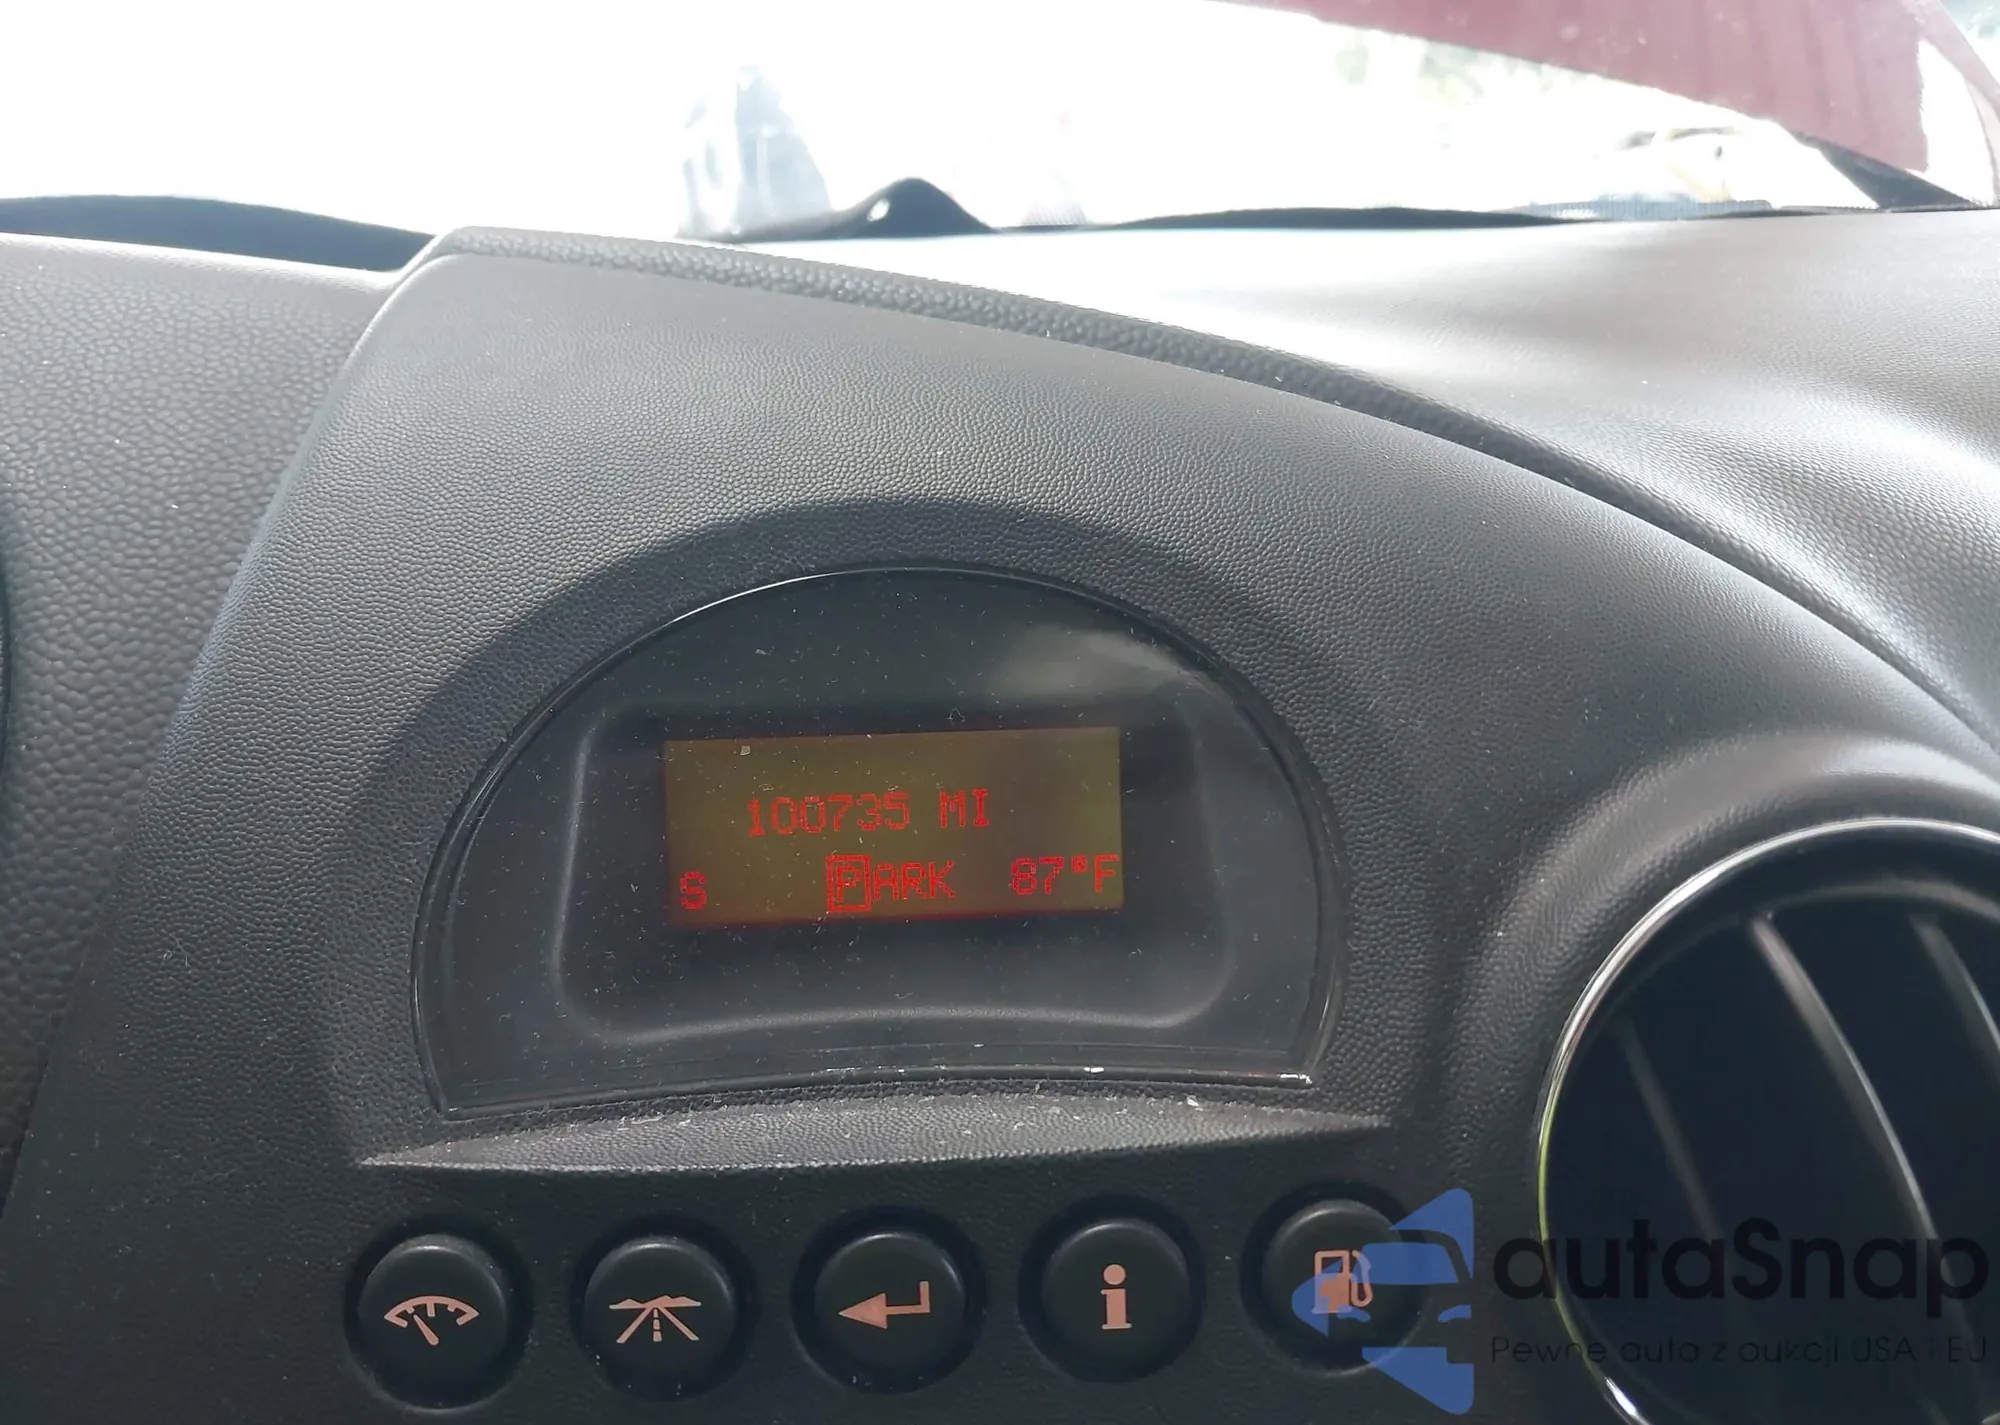 100735 MI
S PARK 87°F
i
autaSnap
Pewne auta z aukcji USA i EU